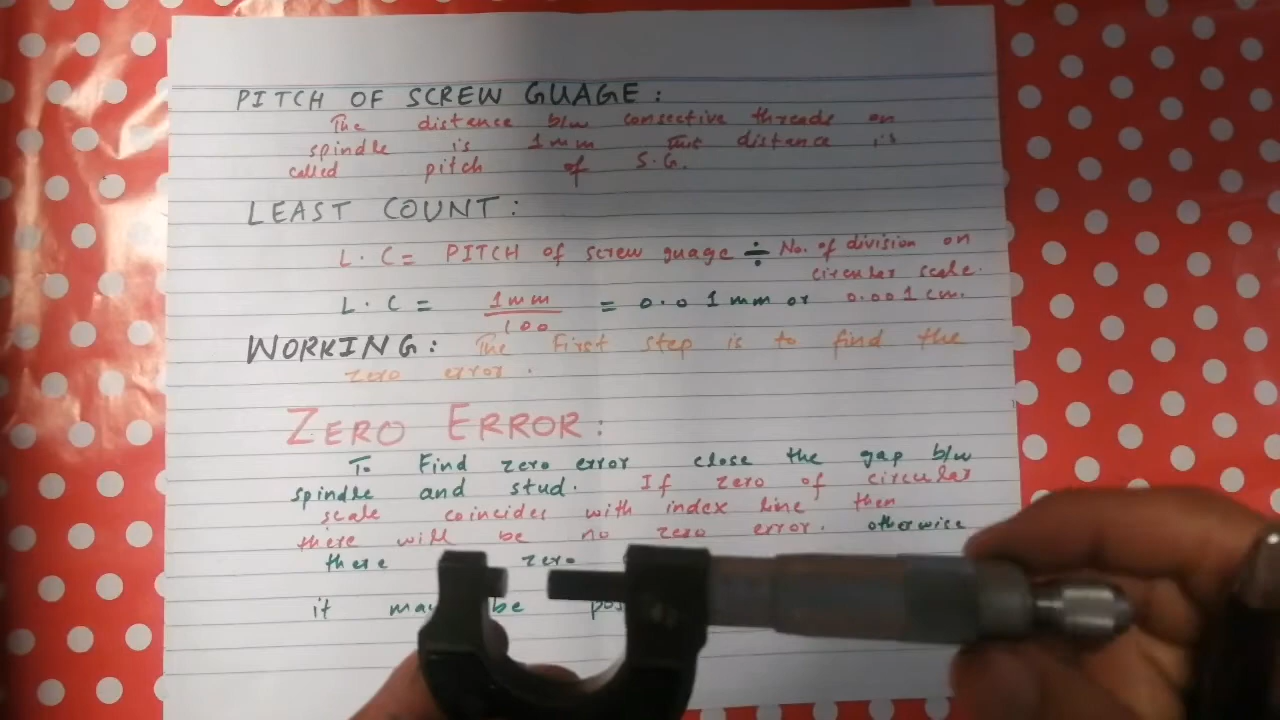 PITCH OF SCREW GUAGE :
The distance b/w consective threads on
spindle is 1mm That distance is
called pitch of S.G.
LEAST COUNT :
L.C = PITCH of screw guage ÷ No. of division on
circular scale.
L.C = 1mm/100 = 0.01mm or 0.001cm.
WORKING : The First step is to find the
zero error.
ZERO ERROR :
To Find zero error close the gap b/w
spindle and stud. If zero of circular
scale coincides with index line then
there will be no zero error. otherwise
there zero
it may be